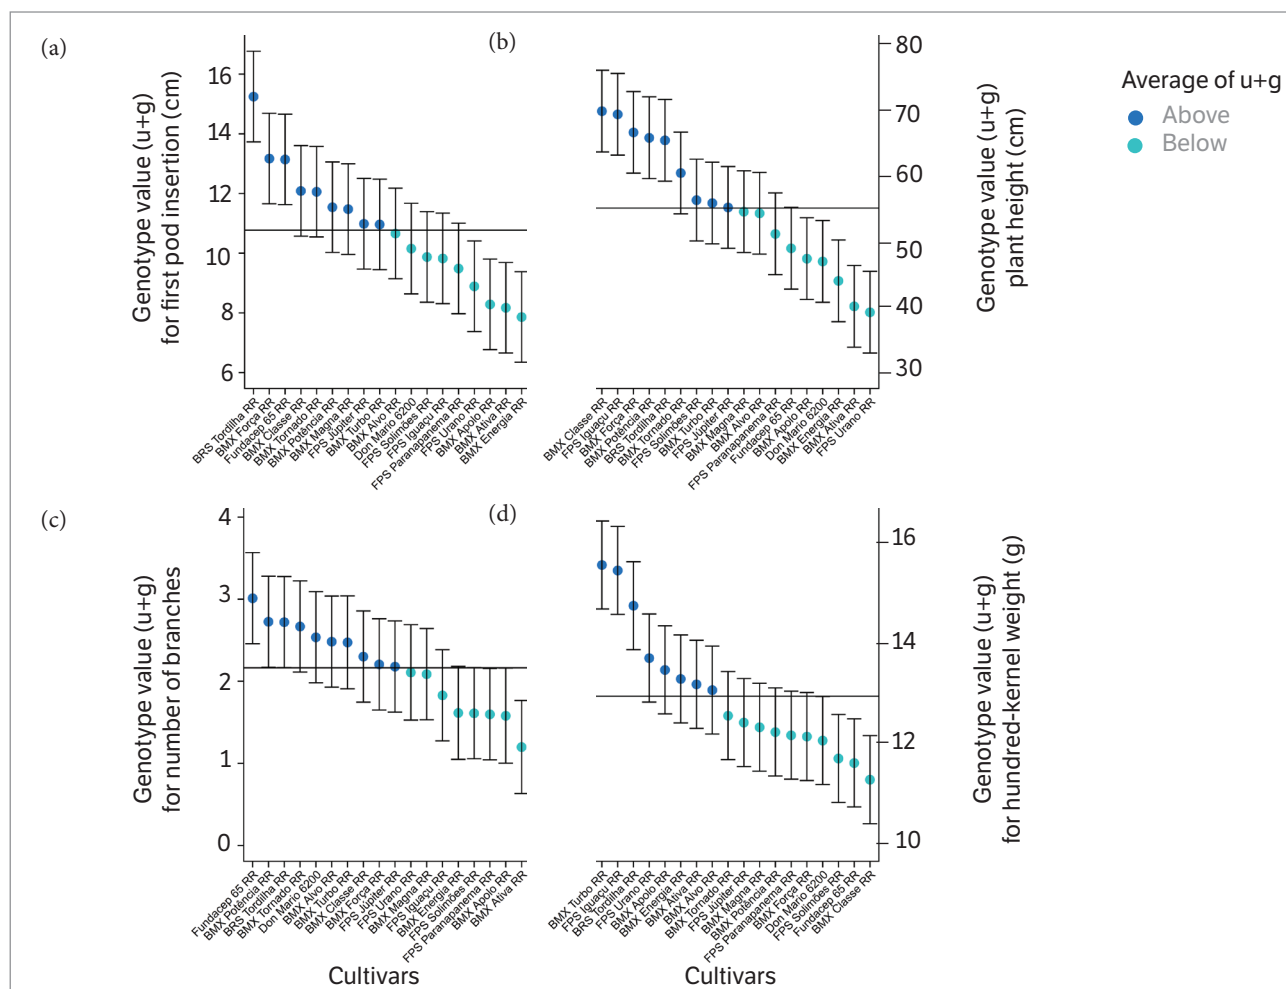 (a)
Genotype value (u+g)
for first pod insertion (cm)
16
14
12
10
8
6
BRS Tordilha RR
BMX Força RR
Fundacep 65 RR
BMX Classe RR
BMX Tornado RR
BMX Potência RR
BMX Magna RR
FPS Júpiter RR
BMX Turbo RR
BMX Alvo RR
Don Mario 6200
FPS Solimões RR
FPS Iguaçu RR
FPS Paranapanema RR
FPS Urano RR
BMX Apolo RR
BMX Ativa RR
BMX Energia RR
(b)
80
70
60
50
40
30
Genotype value (u+g)
plant height (cm)
BMX Classe RR
FPS Iguaçu RR
BMX Força RR
BMX Potência RR
BRS Tordilha RR
BMX Tornado RR
FPS Solimões RR
BMX Turbo RR
FPS Júpiter RR
BMX Magna RR
BMX Alvo RR
FPS Paranapanema RR
Fundacep 65 RR
BMX Apolo RR
Don Mario 6200
BMX Energia RR
BMX Ativa RR
FPS Urano RR
Average of u+g
Above
Below
(c)
Genotype value (u+g)
for number of branches
4
3
2
1
0
Fundacep 65 RR
BMX Potência RR
BRS Tordilha RR
BMX Tornado RR
Don Mario 6200
BMX Alvo RR
BMX Turbo RR
BMX Classe RR
BMX Força RR
FPS Júpiter RR
FPS Urano RR
BMX Magna RR
FPS Iguaçu RR
BMX Energia RR
FPS Solimões RR
FPS Paranapanema RR
BMX Apolo RR
BMX Ativa RR
Cultivars
(d)
16
14
12
10
Genotype value (u+g)
for hundred-kernel weight (g)
BMX Turbo RR
FPS Iguaçu RR
BRS Tordilha RR
FPS Urano RR
BMX Apolo RR
BMX Energia RR
BMX Ativa RR
BMX Alvo RR
BMX Tornado RR
FPS Júpiter RR
BMX Magna RR
BMX Potência RR
FPS Paranapanema RR
BMX Força RR
Don Mario 6200
FPS Solimões RR
Fundacep 65 RR
BMX Classe RR
Cultivars